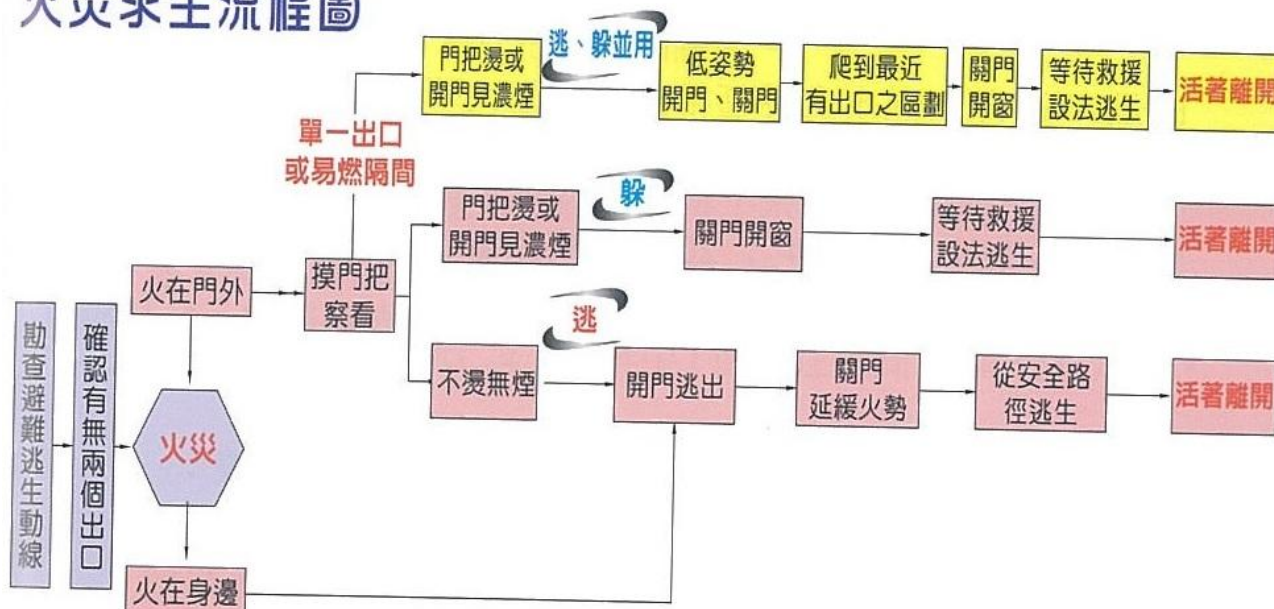 火災求生流程圖
門把燙或
開門見濃煙
逃、躲並用
低姿勢
開門、關門
爬到最近
有出口之區劃
關門
開窗
等待救援
設法逃生
活著離開
單一出口
或易燃隔間
門把燙或
開門見濃煙
躲
關門開窗
等待救援
設法逃生
活著離開
火在門外
摸門把
察看
不燙無煙
逃
開門逃出
關門
延緩火勢
從安全路
徑逃生
活著離開
勘查避難逃生動線
確認有無兩個出口
火災
火在身邊